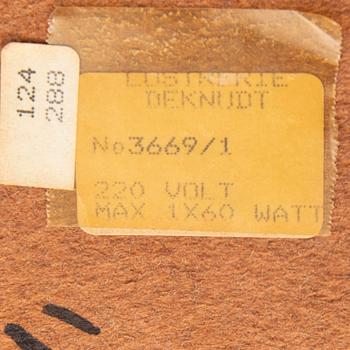 124
288
LUSTRERIE
DEKNUDT
No3669/1
220 VOLT
MAX 1X60 WATT